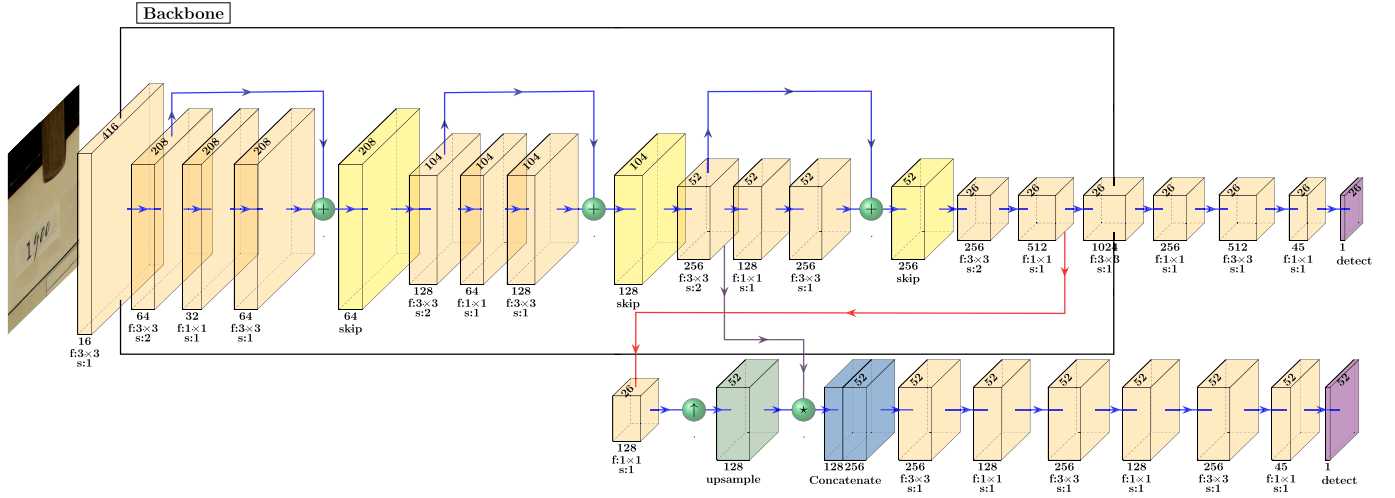 Backbone
416
208
208
208
208
104
104
104
104
52
52
52
52
26
26
26
26
26
26
26
1900
+
+
+
16
f:3×3
s:1
64
f:3×3
s:2
32
f:1×1
s:1
64
f:3×3
s:1
64
skip
128
f:3×3
s:2
64
f:1×1
s:1
128
f:3×3
s:1
128
skip
256
f:3×3
s:2
128
f:1×1
s:1
256
f:3×3
s:1
256
skip
256
f:3×3
s:2
512
f:1×1
s:1
1024
f:3×3
s:1
256
f:1×1
s:1
512
f:3×3
s:1
45
f:1×1
s:1
1
detect
26
52
52
52
52
52
52
52
52
52
52
128
f:1×1
s:1
128
upsample
128 256
Concatenate
256
f:3×3
s:1
128
f:1×1
s:1
256
f:3×3
s:1
128
f:1×1
s:1
256
f:3×3
s:1
45
f:1×1
s:1
1
detect